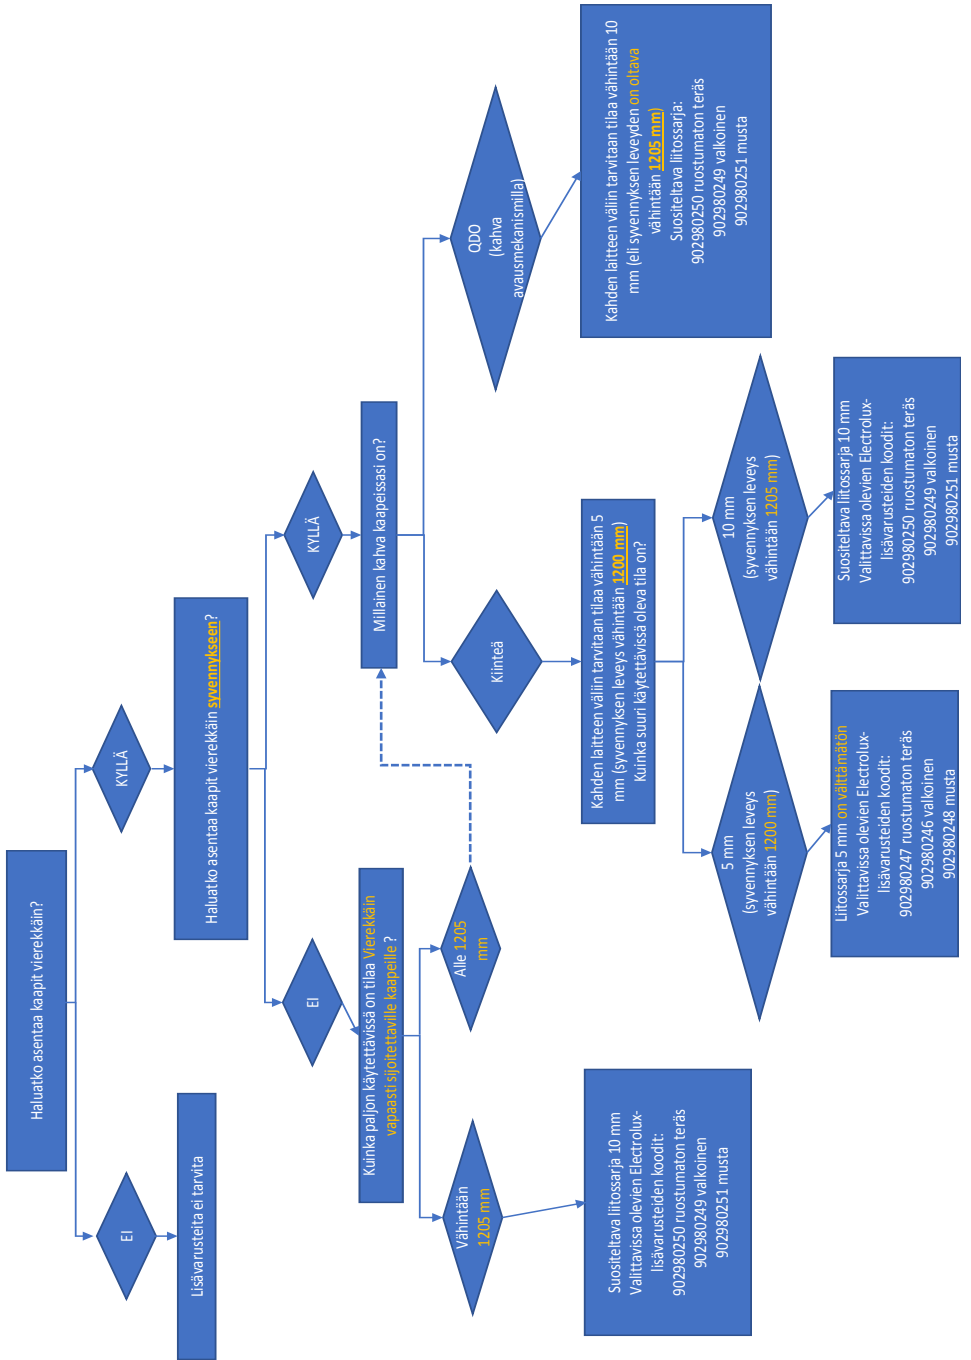 Haluatko asentaa kaapit vierekkäin?
EI
Lisävarusteita ei tarvita
KYLLÄ
Haluatko asentaa kaapit vierekkäin syvennykseen?
EI
Kuinka paljon käytettävissä on tilaa Vierekkäin
vapaasti sijoitettaville kaapeille ?
Vähintään
1205 mm
Suositeltava liitossarja 10 mm
Valittavissa olevien Electrolux-
lisävarusteiden koodit:
902980250 ruostumaton teräs
902980249 valkoinen
902980251 musta
Alle 1205
mm
KYLLÄ
Millainen kahva kaapeissasi on?
Kiinteä
Kahden laitteen väliin tarvitaan tilaa vähintään 5
mm (syvennyksen leveys vähintään 1200 mm)
Kuinka suuri käytettävissä oleva tila on?
5 mm
(syvennyksen leveys
vähintään 1200 mm)
Liitossarja 5 mm on välttämätön
Valittavissa olevien Electrolux-
lisävarusteiden koodit:
902980247 ruostumaton teräs
902980246 valkoinen
902980248 musta
10 mm
(syvennyksen leveys
vähintään 1205 mm)
Suositeltava liitossarja 10 mm
Valittavissa olevien Electrolux-
lisävarusteiden koodit:
902980250 ruostumaton teräs
902980249 valkoinen
902980251 musta
QDO
(kahva
avausmekanismilla)
Kahden laitteen väliin tarvitaan tilaa vähintään 10
mm (eli syvennyksen leveyden on oltava
vähintään 1205 mm)
Suositeltava liitossarja:
902980250 ruostumaton teräs
902980249 valkoinen
902980251 musta